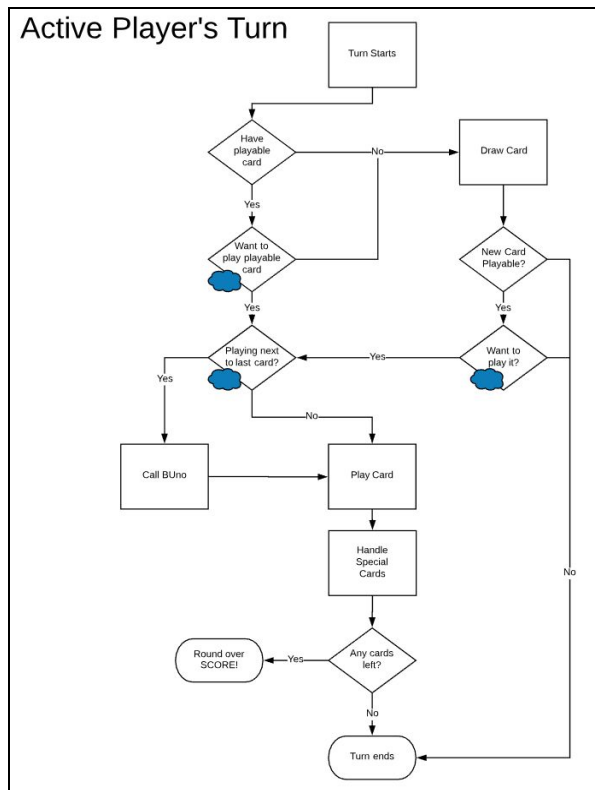 Active Player's Turn
Turn Starts
Have
playable
card
No
Draw Card
Yes
Want to
play playable
card
New Card
Playable?
Yes
Yes
Playing next
to last card?
Yes
Want to
play it?
Yes
No
Call BUno
Play Card
Handle
Special
Cards
No
Round over
SCORE!
Yes
Any cards
left?
No
Turn ends